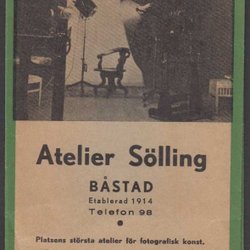 Atelier Sölling
BÅSTAD
Etablerad 1914
Telefon 98
Platsens största atelier för fotografisk konst.